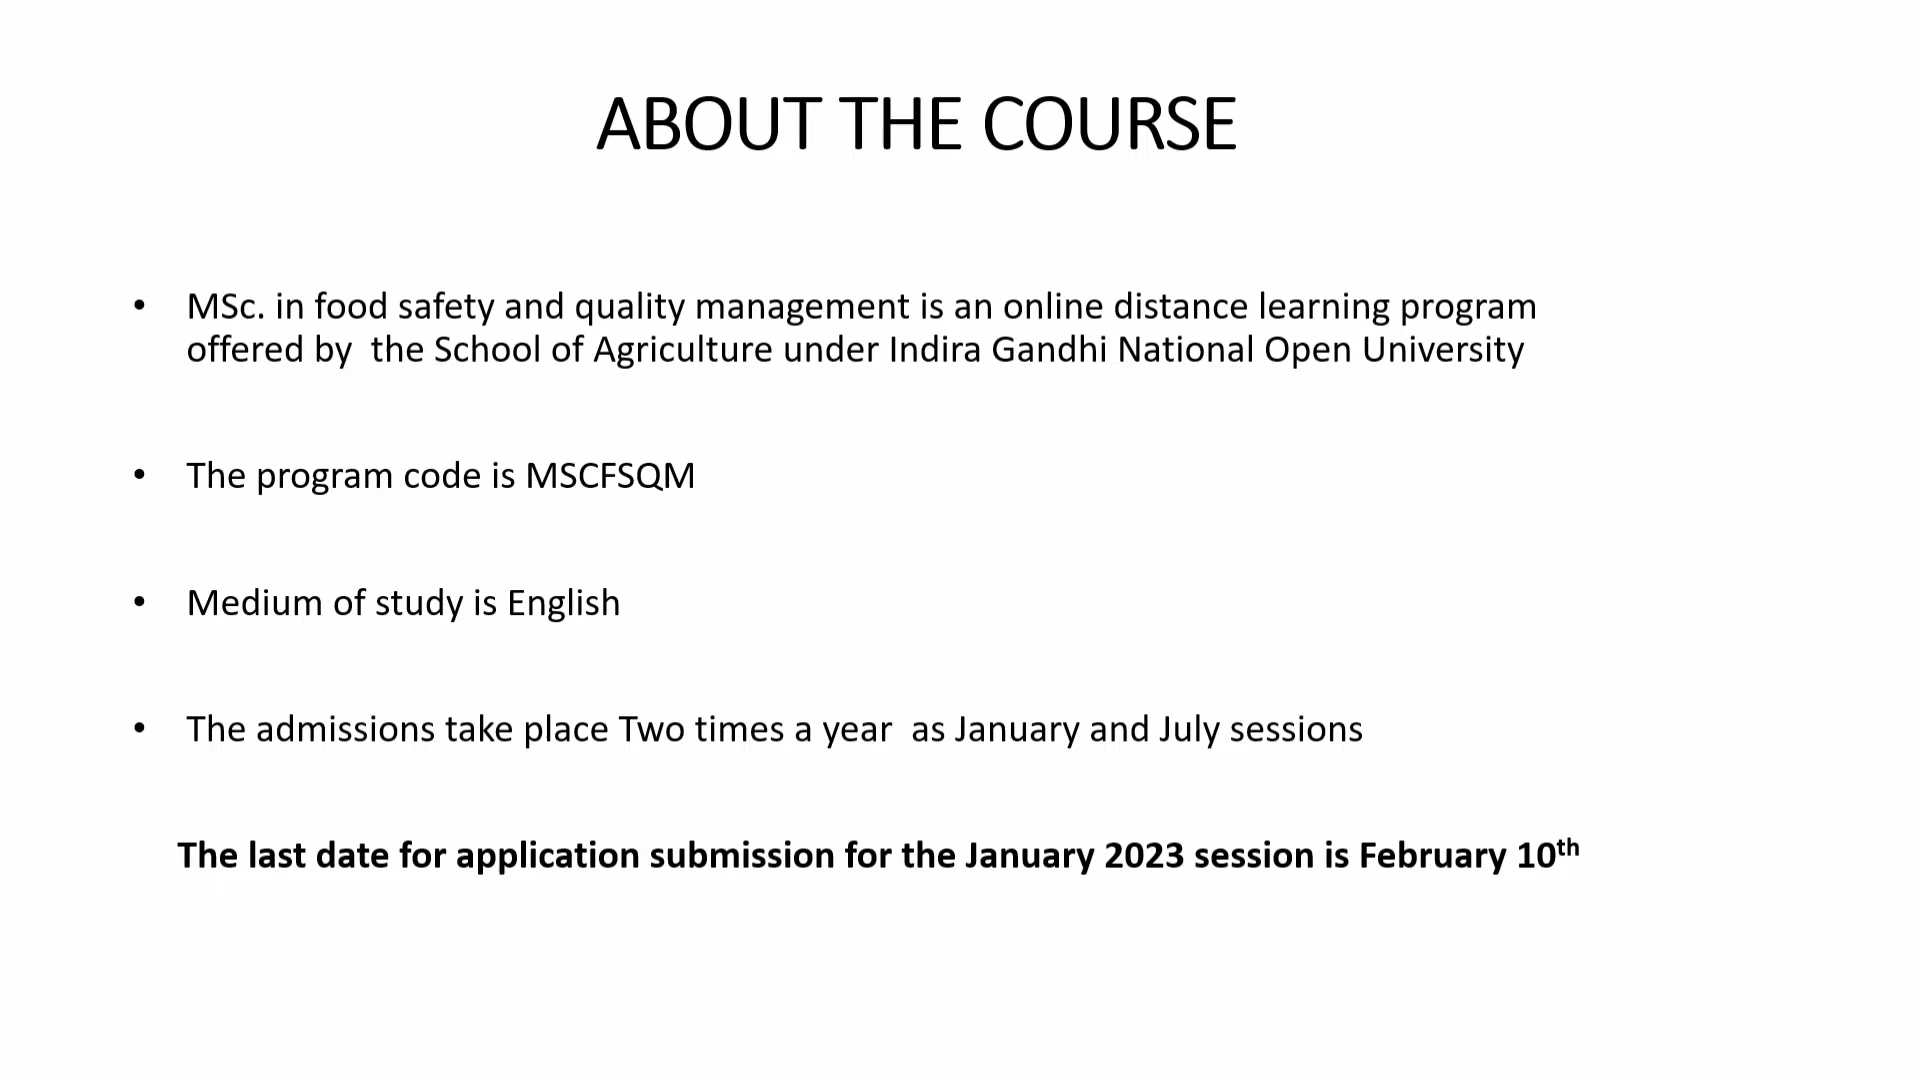 ABOUT THE COURSE
• MSc. in food safety and quality management is an online distance learning program
offered by  the School of Agriculture under Indira Gandhi National Open University
• The program code is MSCFSQM
• Medium of study is English
• The admissions take place Two times a year  as January and July sessions
The last date for application submission for the January 2023 session is February 10th